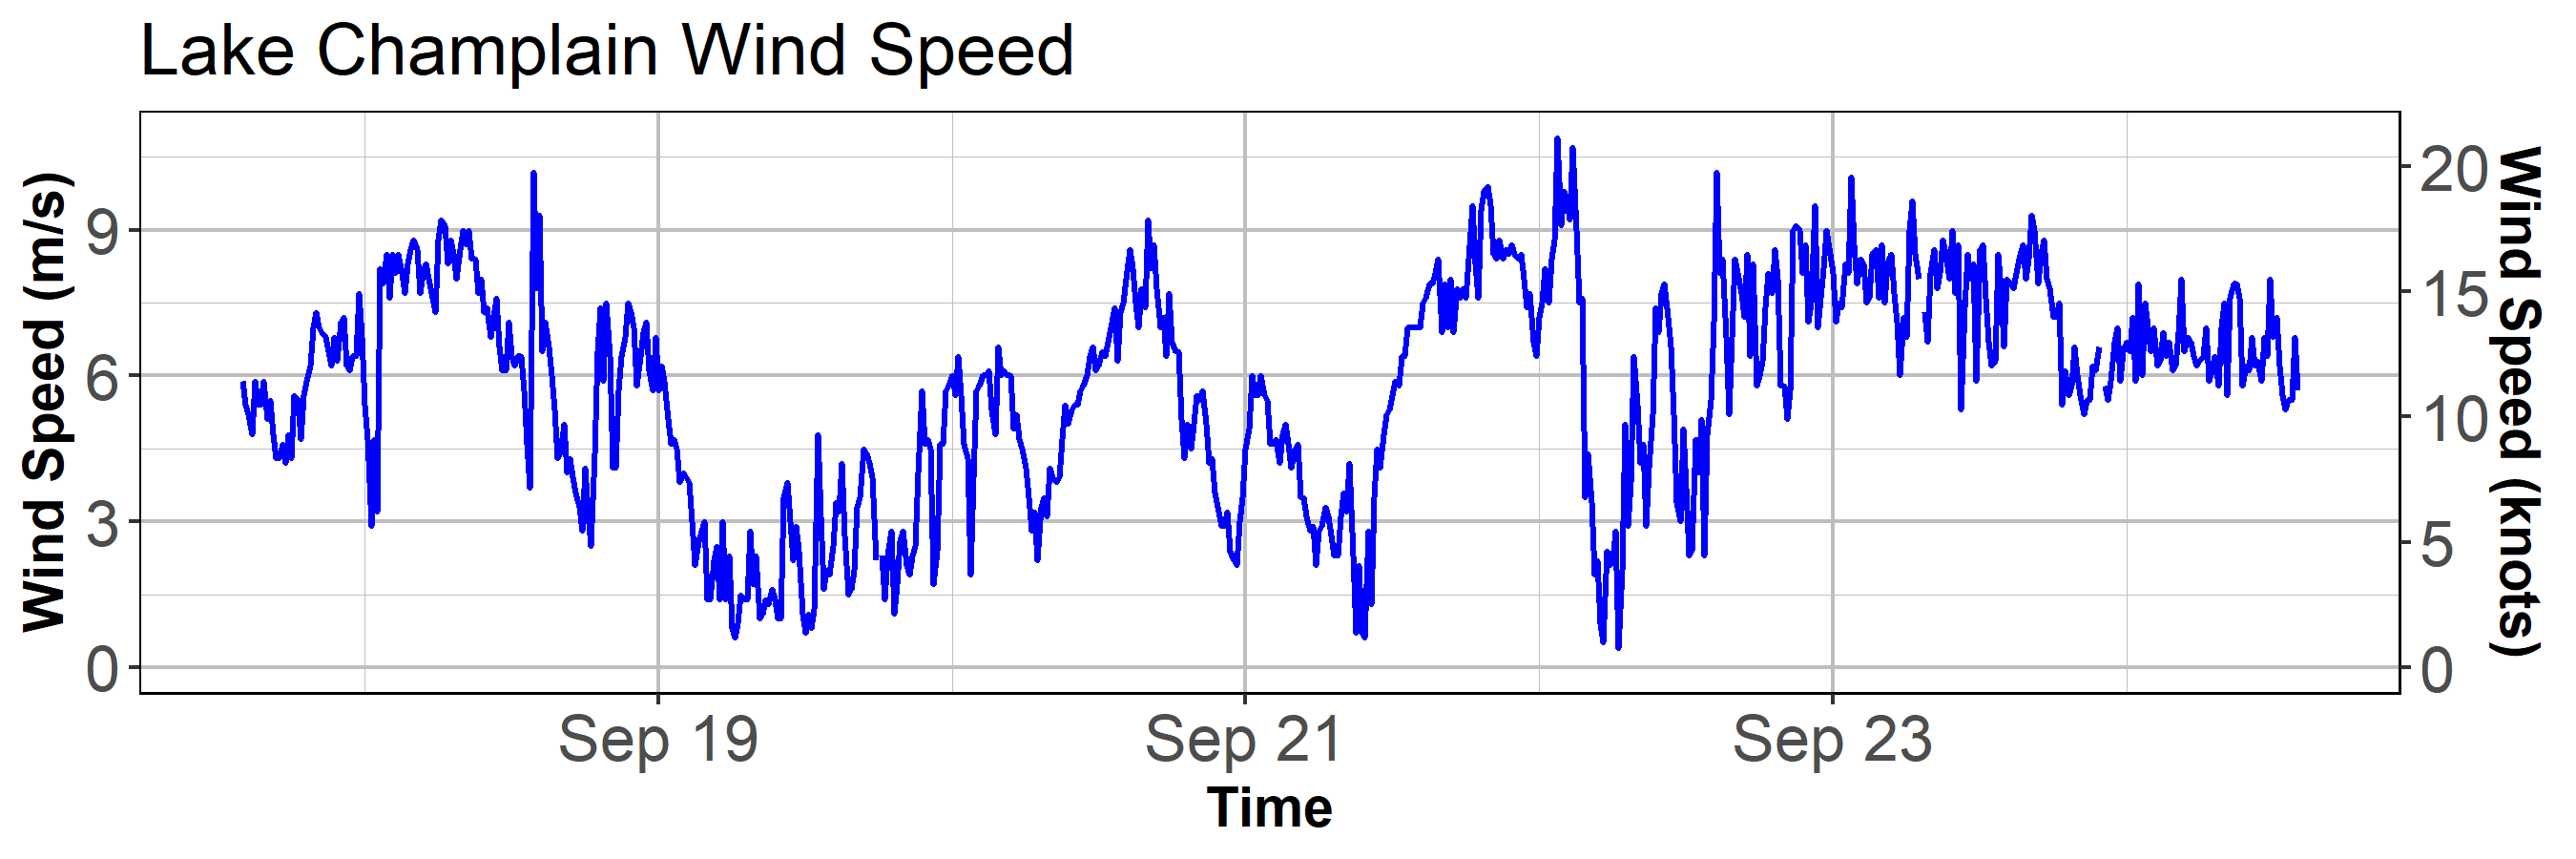 Lake Champlain Wind Speed
Wind Speed (m/s)
9
6
3
0
20
15
10
5
0
Wind Speed (knots)
Sep 19
Sep 21
Sep 23
Time